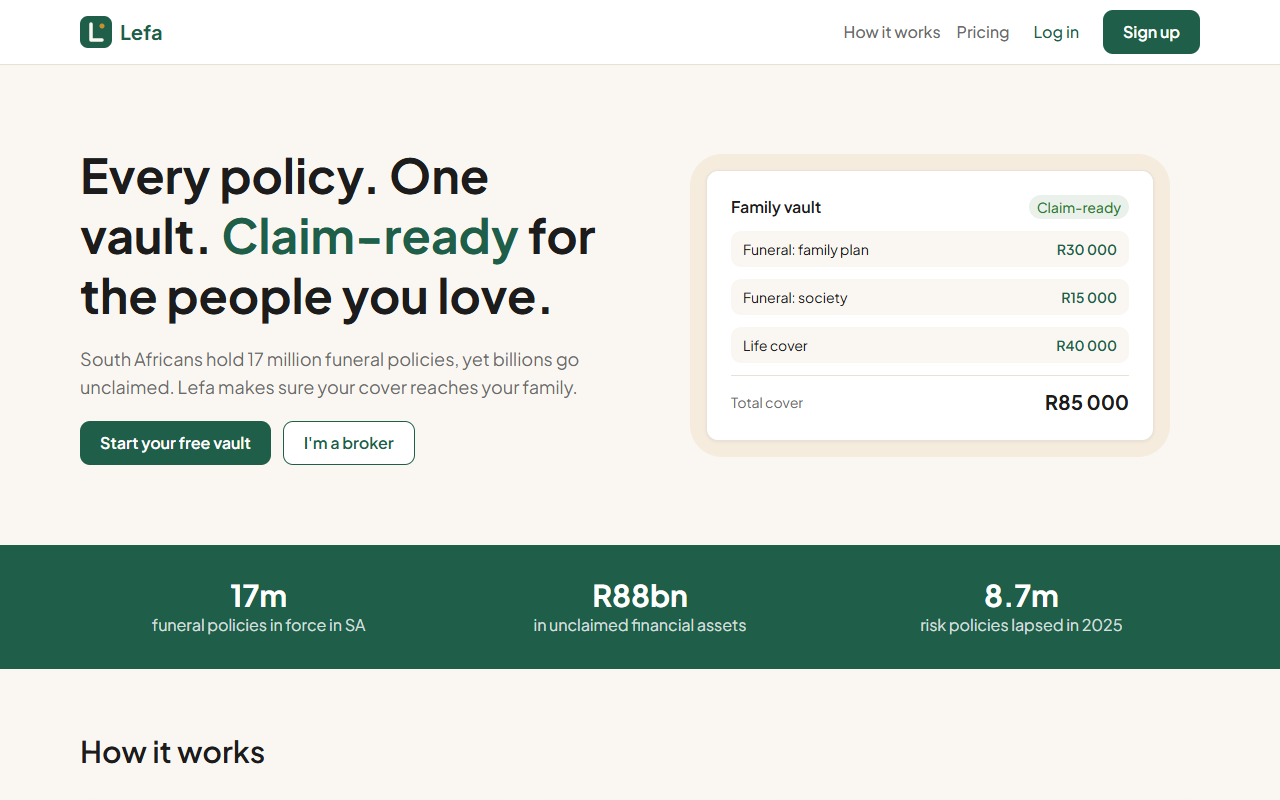 Lefa
How it works
Pricing
Log in
Sign up
Every policy. One
vault. Claim-ready for
the people you love.
South Africans hold 17 million funeral policies, yet billions go
unclaimed. Lefa makes sure your cover reaches your family.
Start your free vault
I'm a broker
Family vault
Claim-ready
Funeral: family plan
R30 000
Funeral: society
R15 000
Life cover
R40 000
Total cover
R85 000
17m
funeral policies in force in SA
R88bn
in unclaimed financial assets
8.7m
risk policies lapsed in 2025
How it works